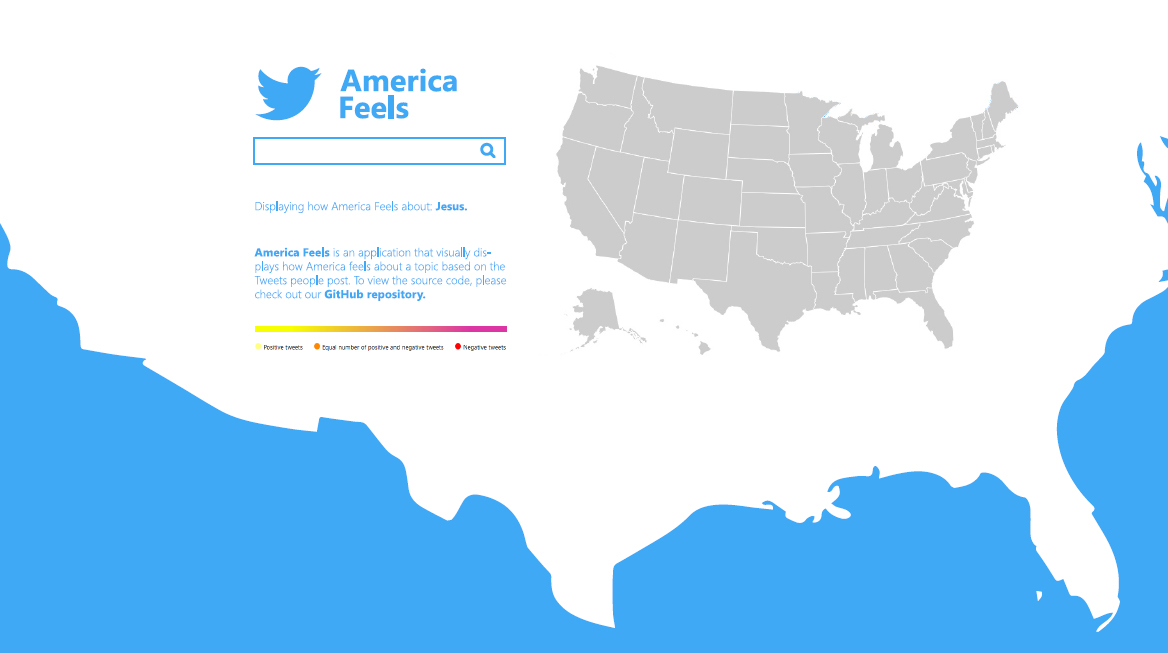 America
Feels
Displaying how America Feels about: Jesus.
America Feels is an application that visually dis-
plays how America feels about a topic based on the
Tweets people post. To view the source code, please
check out our GitHub repository.
Positive tweets Equal number of positive and negative tweets Negative tweets